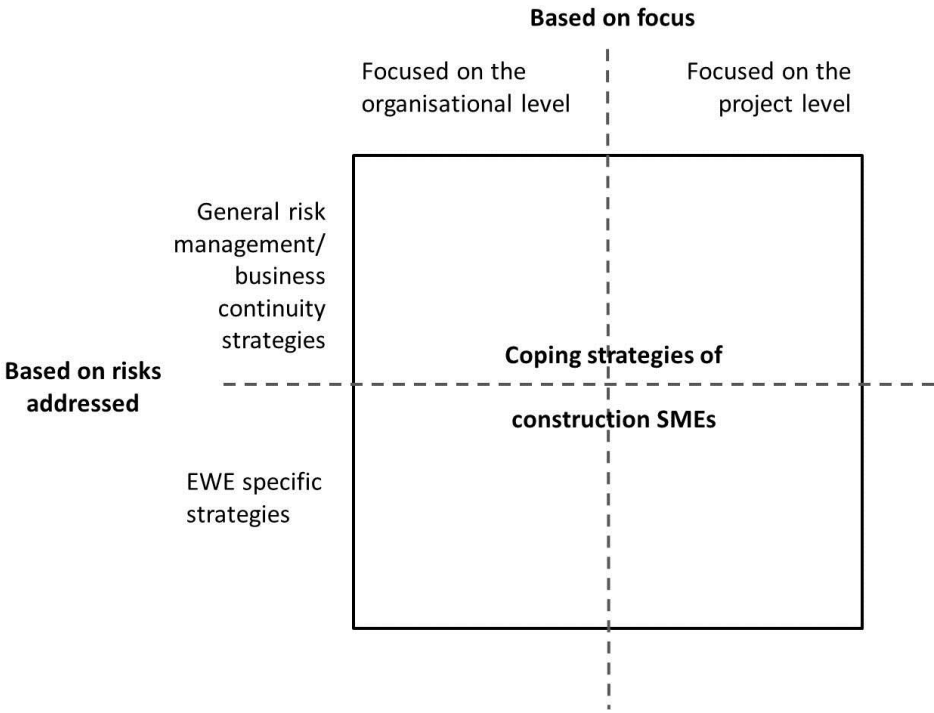 Based on focus
Focused on the
organisational level
Focused on the
project level
General risk
management/
business
continuity
strategies
Based on risks
addressed
Coping strategies of
construction SMEs
EWE specific
strategies